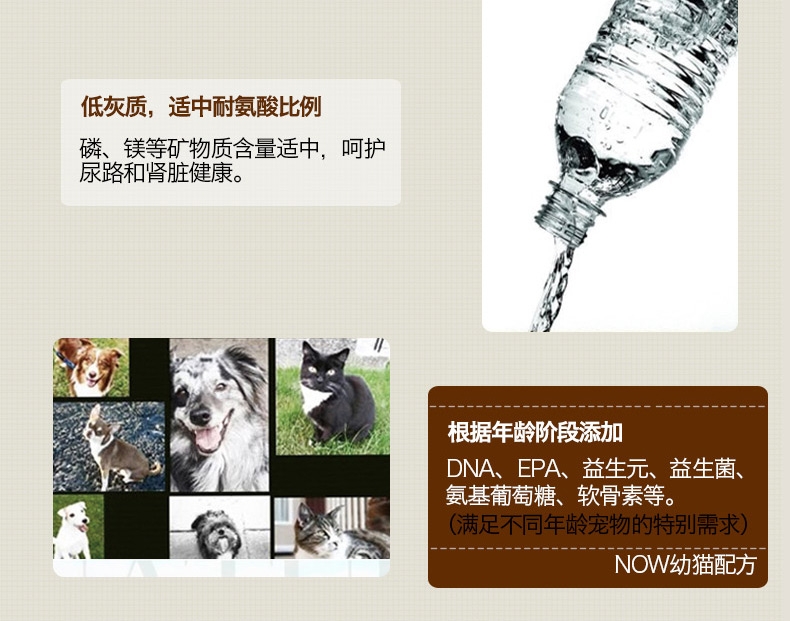 低灰质，适中耐氨酸比例
磷、镁等矿物质含量适中，呵护
尿路和肾脏健康。
根据年龄阶段添加
DNA、EPA、益生元、益生菌、
氨基葡萄糖、软骨素等。
（满足不同年龄宠物的特别需求）
NOW幼猫配方